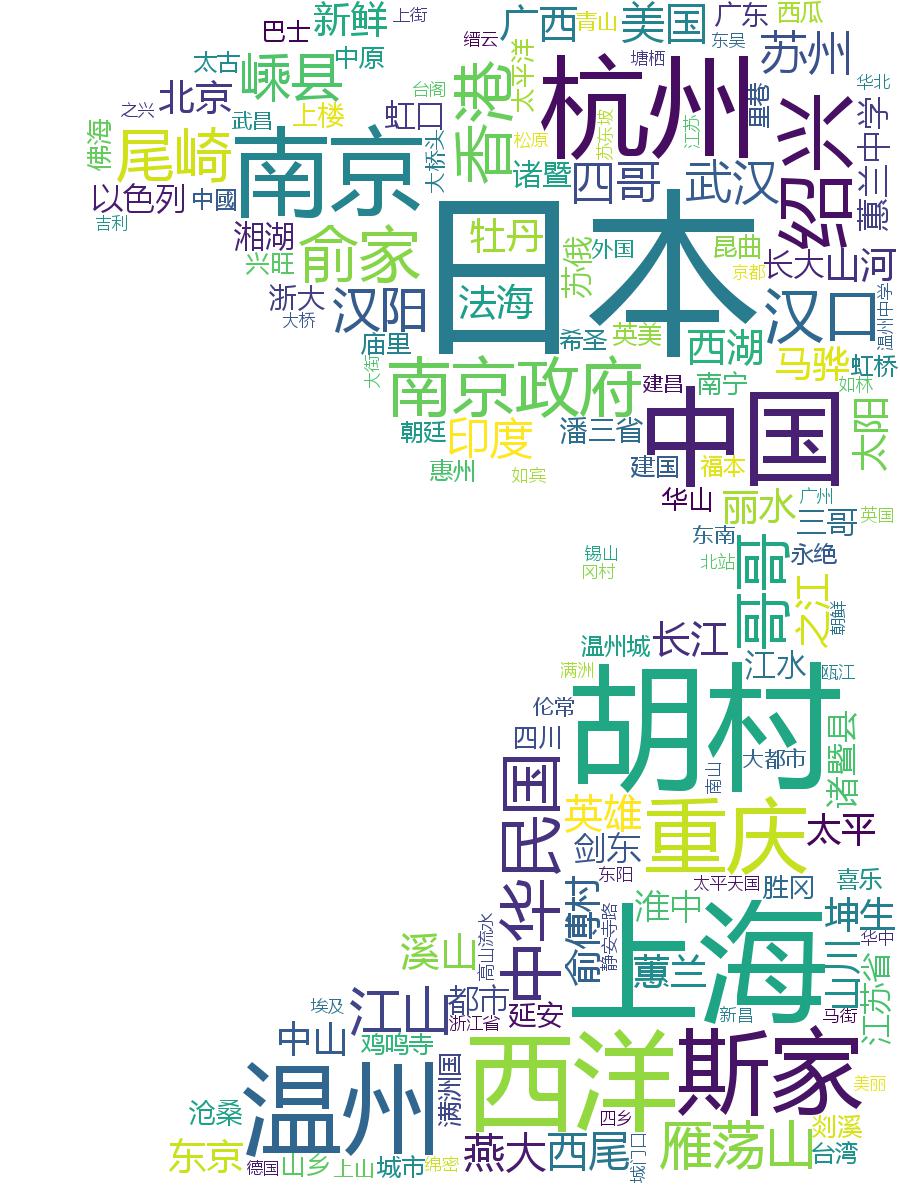 新鲜
上街
广西
青山
美国
广东
西瓜
巴士
中原
缙云
太平洋
东吴
苏州
太古
嵊县
香港
塘栖
杭州
华北
北京
台阁
里巷
绍兴
之兴
武昌
上楼
虹口
佛海
尾崎
南京
大桥头
松原
苏东坡
江苏
惠兰中学
以色列
中國
诸暨
四哥
武汉
吉利
湘湖
俞家
日本
牡丹
苏俄
外国
昆曲
长大
山河
兴旺
京都
浙大
汉阳
法海
汉口
温州中学
大桥
庙里
希圣
英美
西湖
马骅
虹桥
大街
南京政府
建昌
南宁
如林
中国
太阳
朝廷
印度
潘三省
惠州
如宾
建国
福本
华山
丽水
广州
三哥
英国
东南
锡山
冈村
北站
哥哥
永绝
之江
朝鲜
温州城
长江
江水
满洲
胡村
瓯江
伦常
四川
大都市
南山
诸暨县
中华民国
英雄
重庆
太平
剑东
东阳
太平天国
胜冈
喜乐
俞傅村
淮中
坤生
高山流水
静安寺路
上海
华中
溪山
蕙兰
山川
江苏省
埃及
江山
都市
浙江省
延安
新昌
马街
中山
鸡鸣寺
温州
满洲国
西洋
斯家
美丽
沧桑
四乡
剡溪
东京
德国
山乡
上山
城市
绵密
燕大
西尾
城门口
雁荡山
台湾